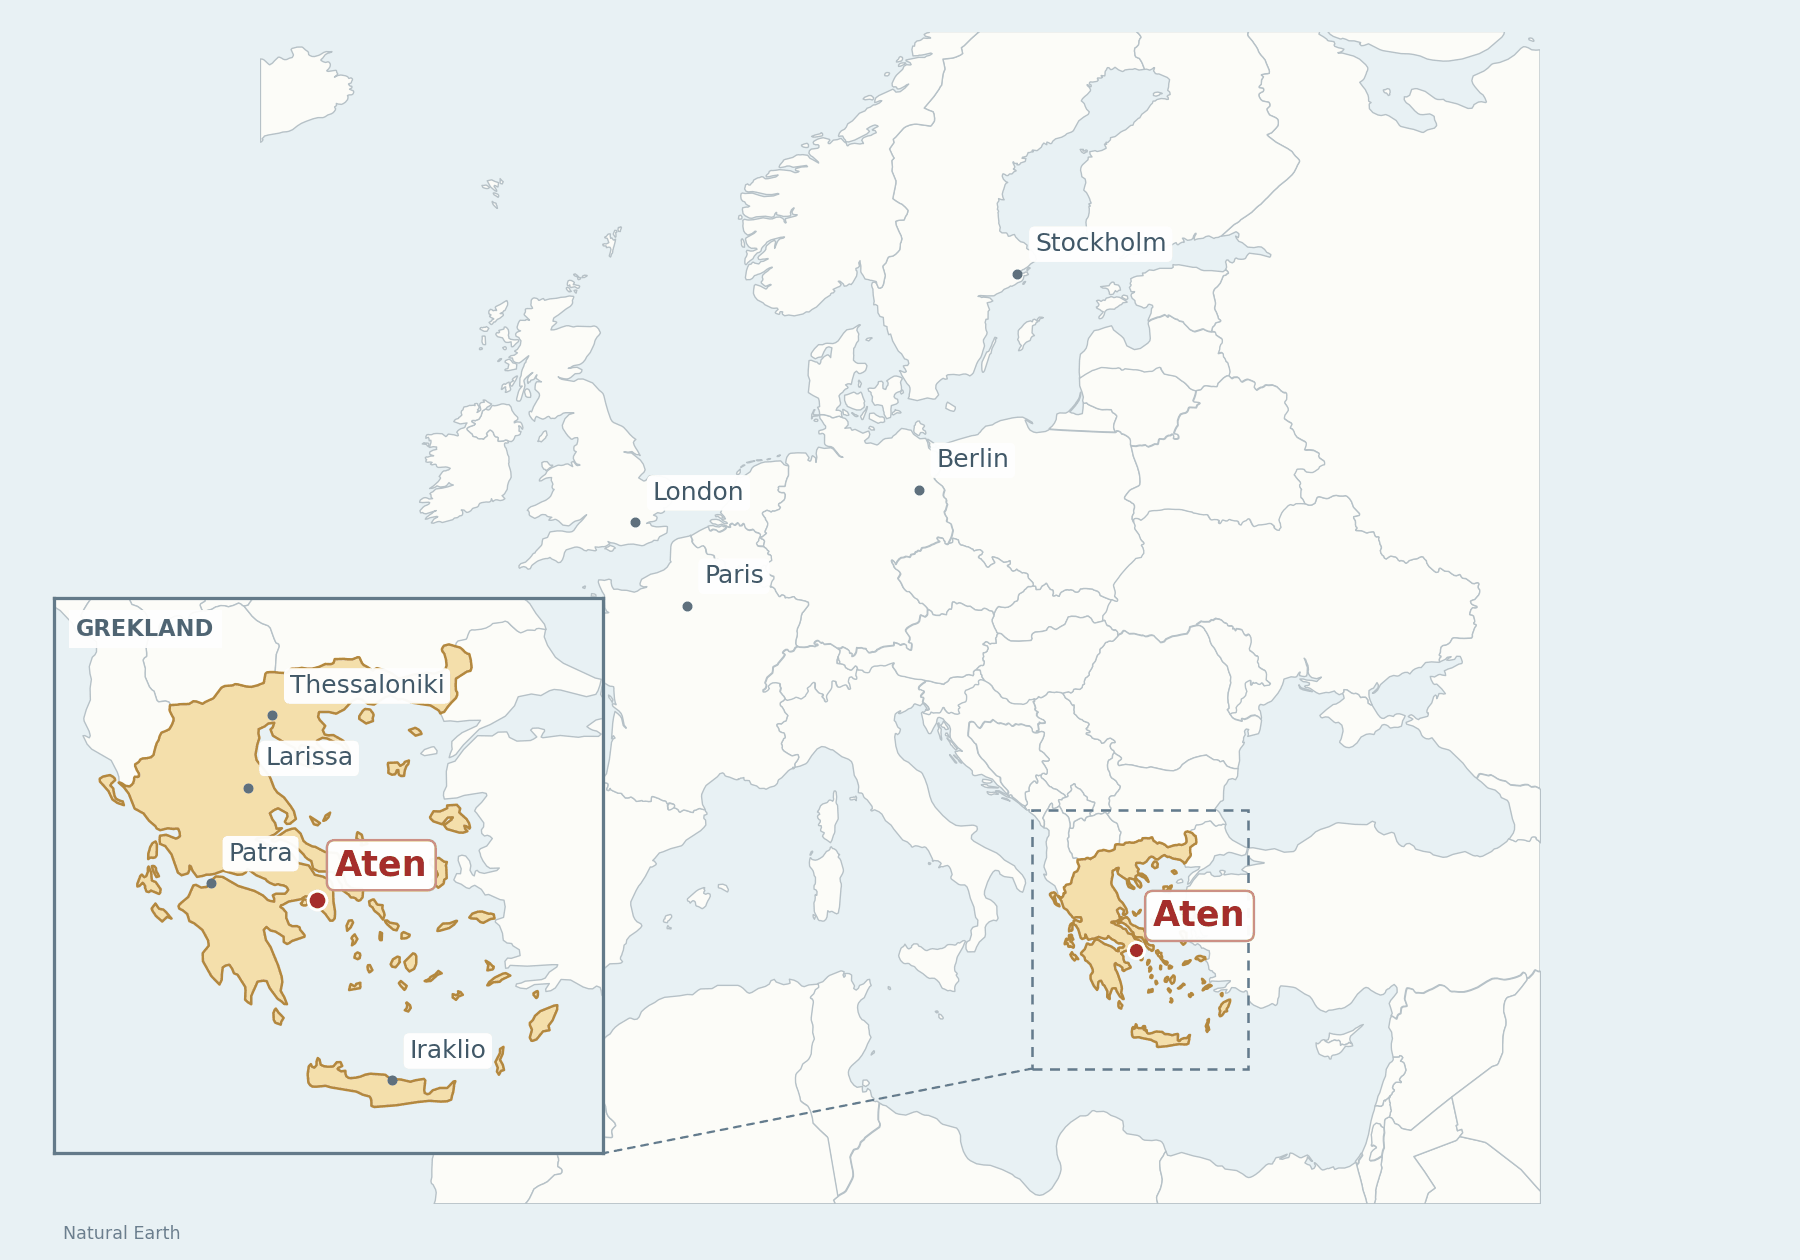 Stockholm
Berlin
London
Paris
GREKLAND
Thessaloniki
Larissa
Patra
Aten
Aten
Iraklio
Natural Earth